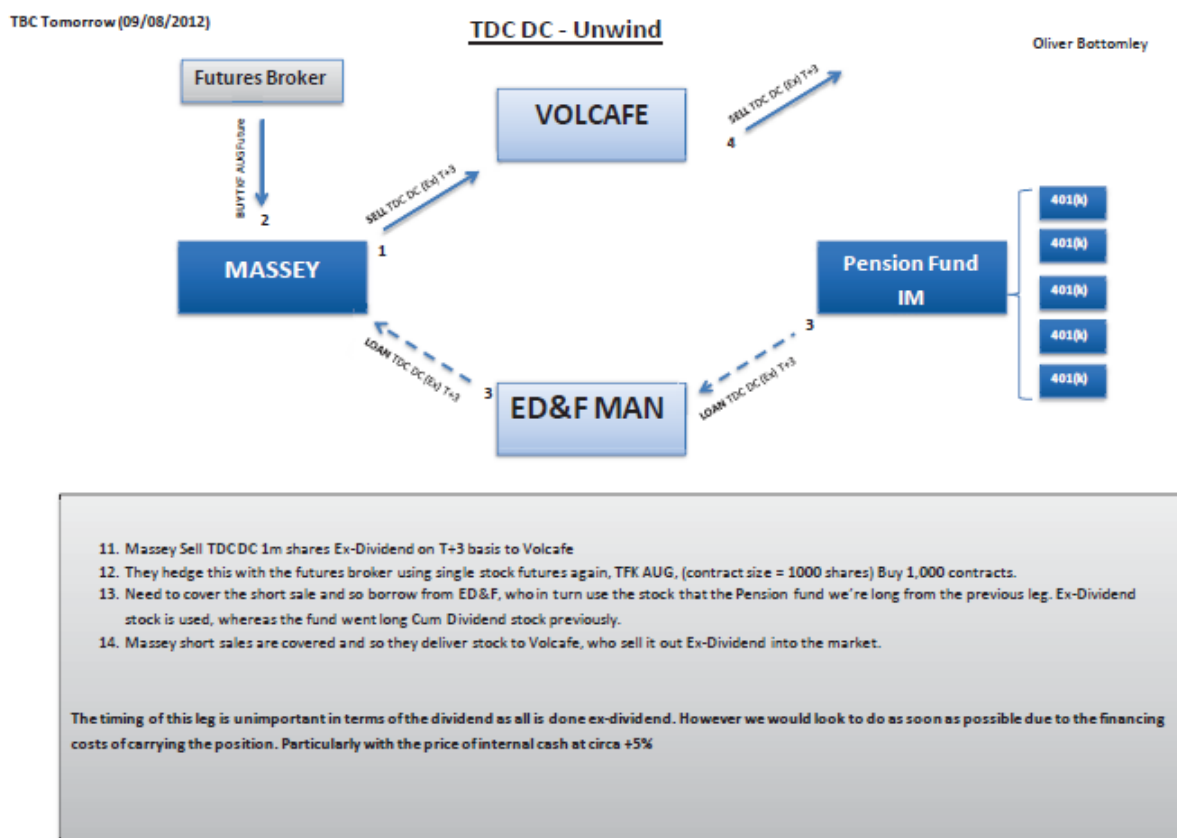 TBC Tomorrow (09/08/2012)
TDC DC - Unwind
Oliver Bottomley
Futures Broker
VOLCAFE
SELL TDC DC (Ex) T+3
4
BUY TKF AUG Future
2
SELL TDC DC (Ex) T+3
1
MASSEY
Pension Fund
IM
401(k)
401(k)
401(k)
401(k)
401(k)
3
LOAN TDC DC (Ex) T+3
3
LOAN TDC DC (Ex) T+3
ED&F MAN
11. Massey Sell TDC DC 1m shares Ex-Dividend on T+3 basis to Volcafe
12. They hedge this with the futures broker using single stock futures again, TFK AUG, (contract size = 1000 shares) Buy 1,000 contracts.
13. Need to cover the short sale and so borrow from ED&F, who in turn use the stock that the Pension fund we're long from the previous leg. Ex-Dividend
stock is used, whereas the fund went long Cum Dividend stock previously.
14. Massey short sales are covered and so they deliver stock to Volcafe, who sell it out Ex-Dividend into the market.
The timing of this leg is unimportant in terms of the dividend as all is done ex-dividend. However we would look to do as soon as possible due to the financing
costs of carrying the position. Particularly with the price of internal cash at circa +5%